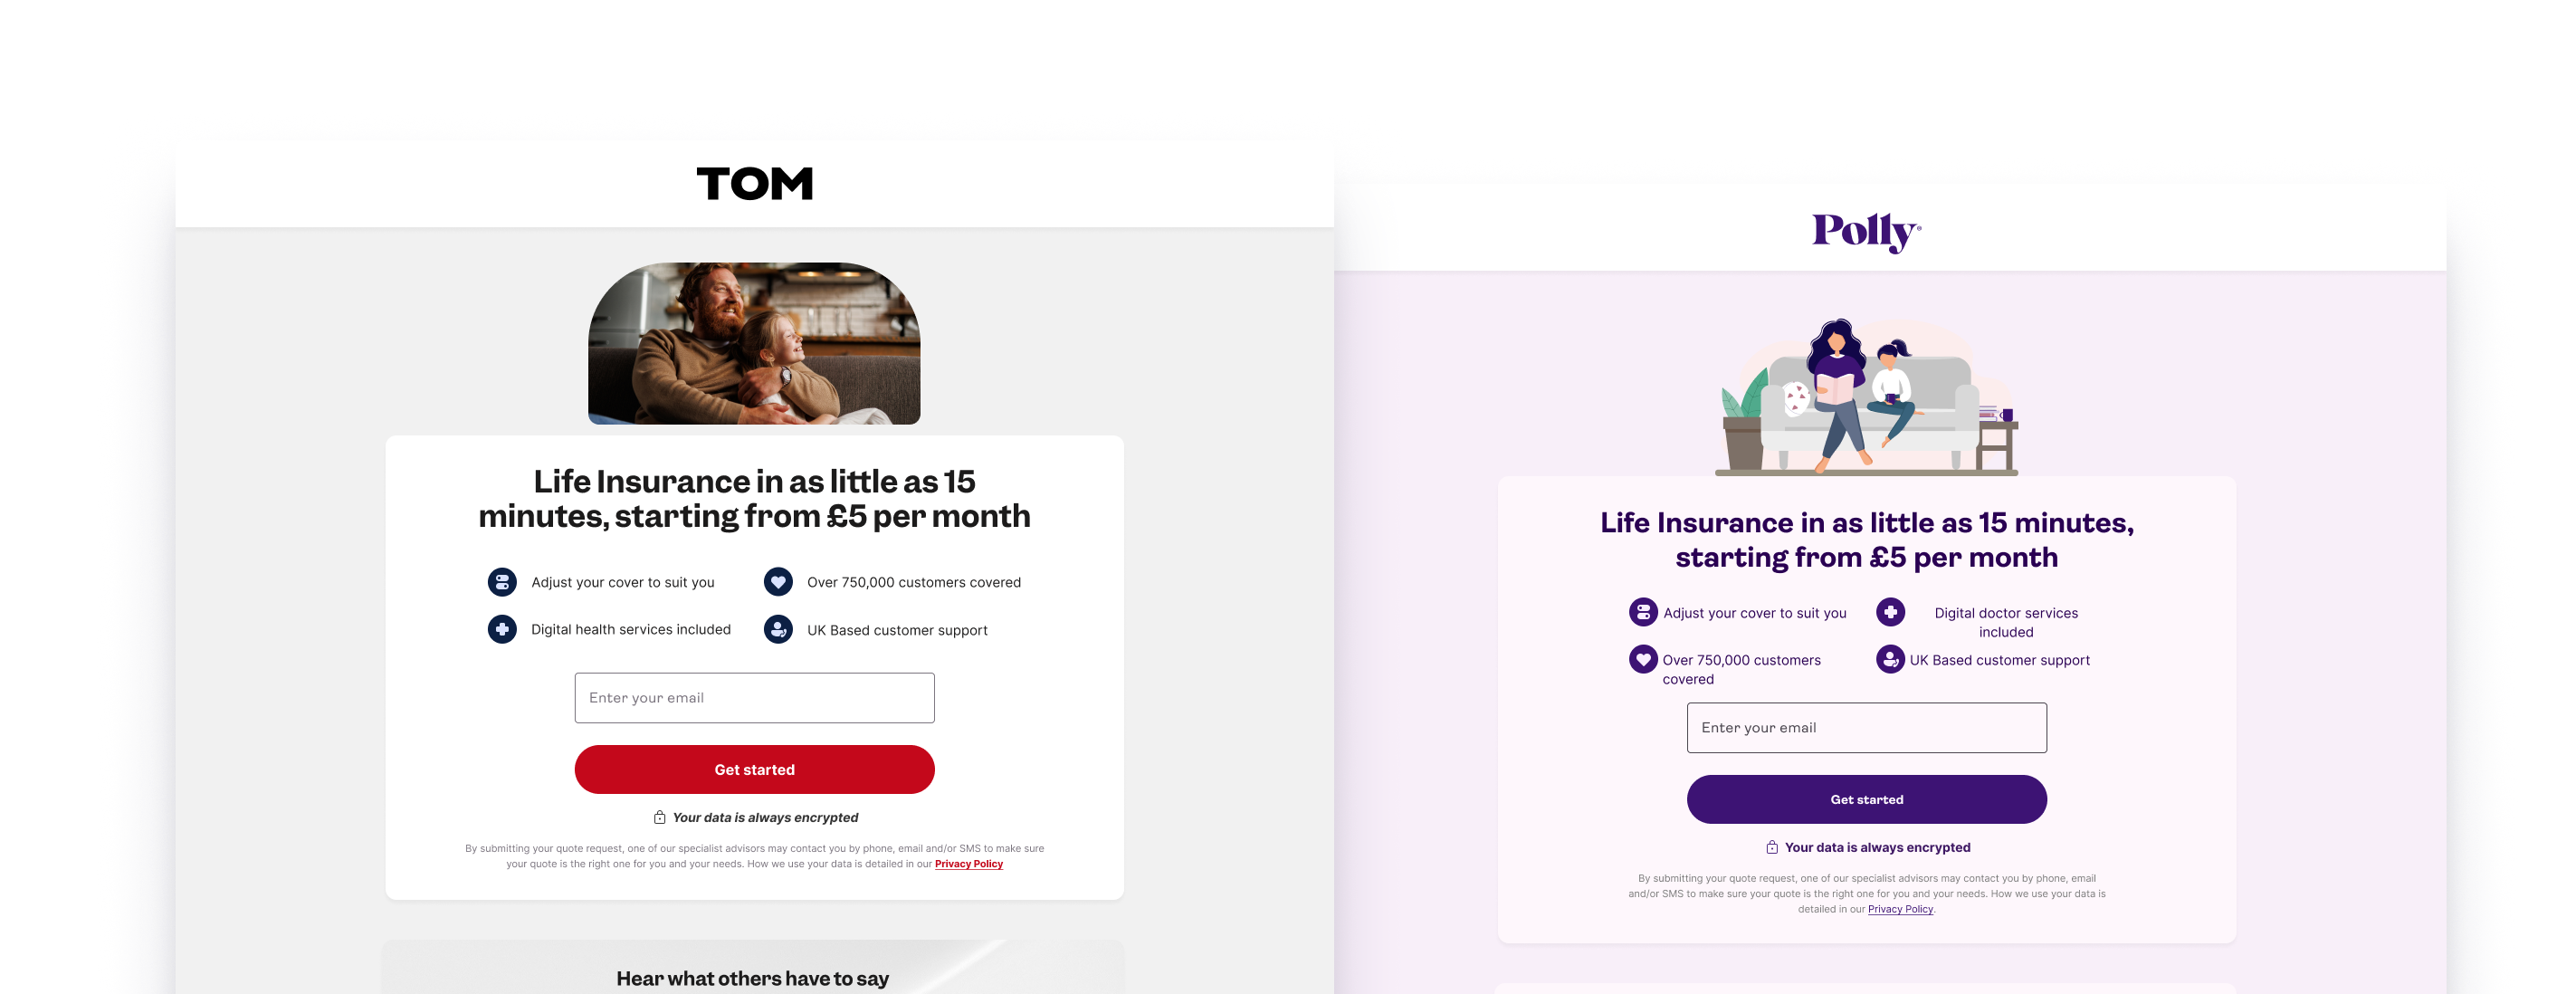 TOM
Life Insurance in as little as 15
minutes, starting from £5 per month
Adjust your cover to suit you
Over 750,000 customers covered
Digital health services included
UK Based customer support
Enter your email
Get started
Your data is always encrypted
By submitting your quote request, one of our specialist advisors may contact you by phone, email and/or SMS to make sure
your quote is the right one for you and your needs. How we use your data is detailed in our Privacy Policy
Hear what others have to say
Polly®
Life Insurance in as little as 15 minutes,
starting from £5 per month
Adjust your cover to suit you
Digital doctor services
included
Over 750,000 customers
covered
UK Based customer support
Enter your email
Get started
Your data is always encrypted
By submitting your quote request, one of our specialist advisors may contact you by phone, email
and/or SMS to make sure your quote is the right one for you and your needs. How we use your data is
detailed in our Privacy Policy.